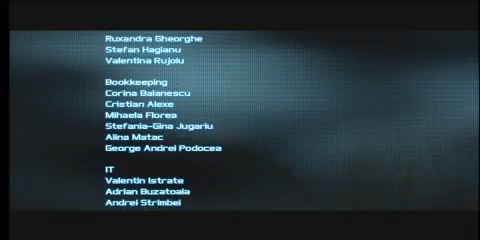 Ruxandra Gheorghe
Stefan Hagianu
Valentina Rujoiu
Bookkeeping
Corina Balanescu
Cristian Alexe
Mihaela Florea
Stefania-Gina Jugariu
Alina Matac
George Andrei Podocea
IT
Valentin Istrate
Adrian Buzatoaia
Andrei Strimbei